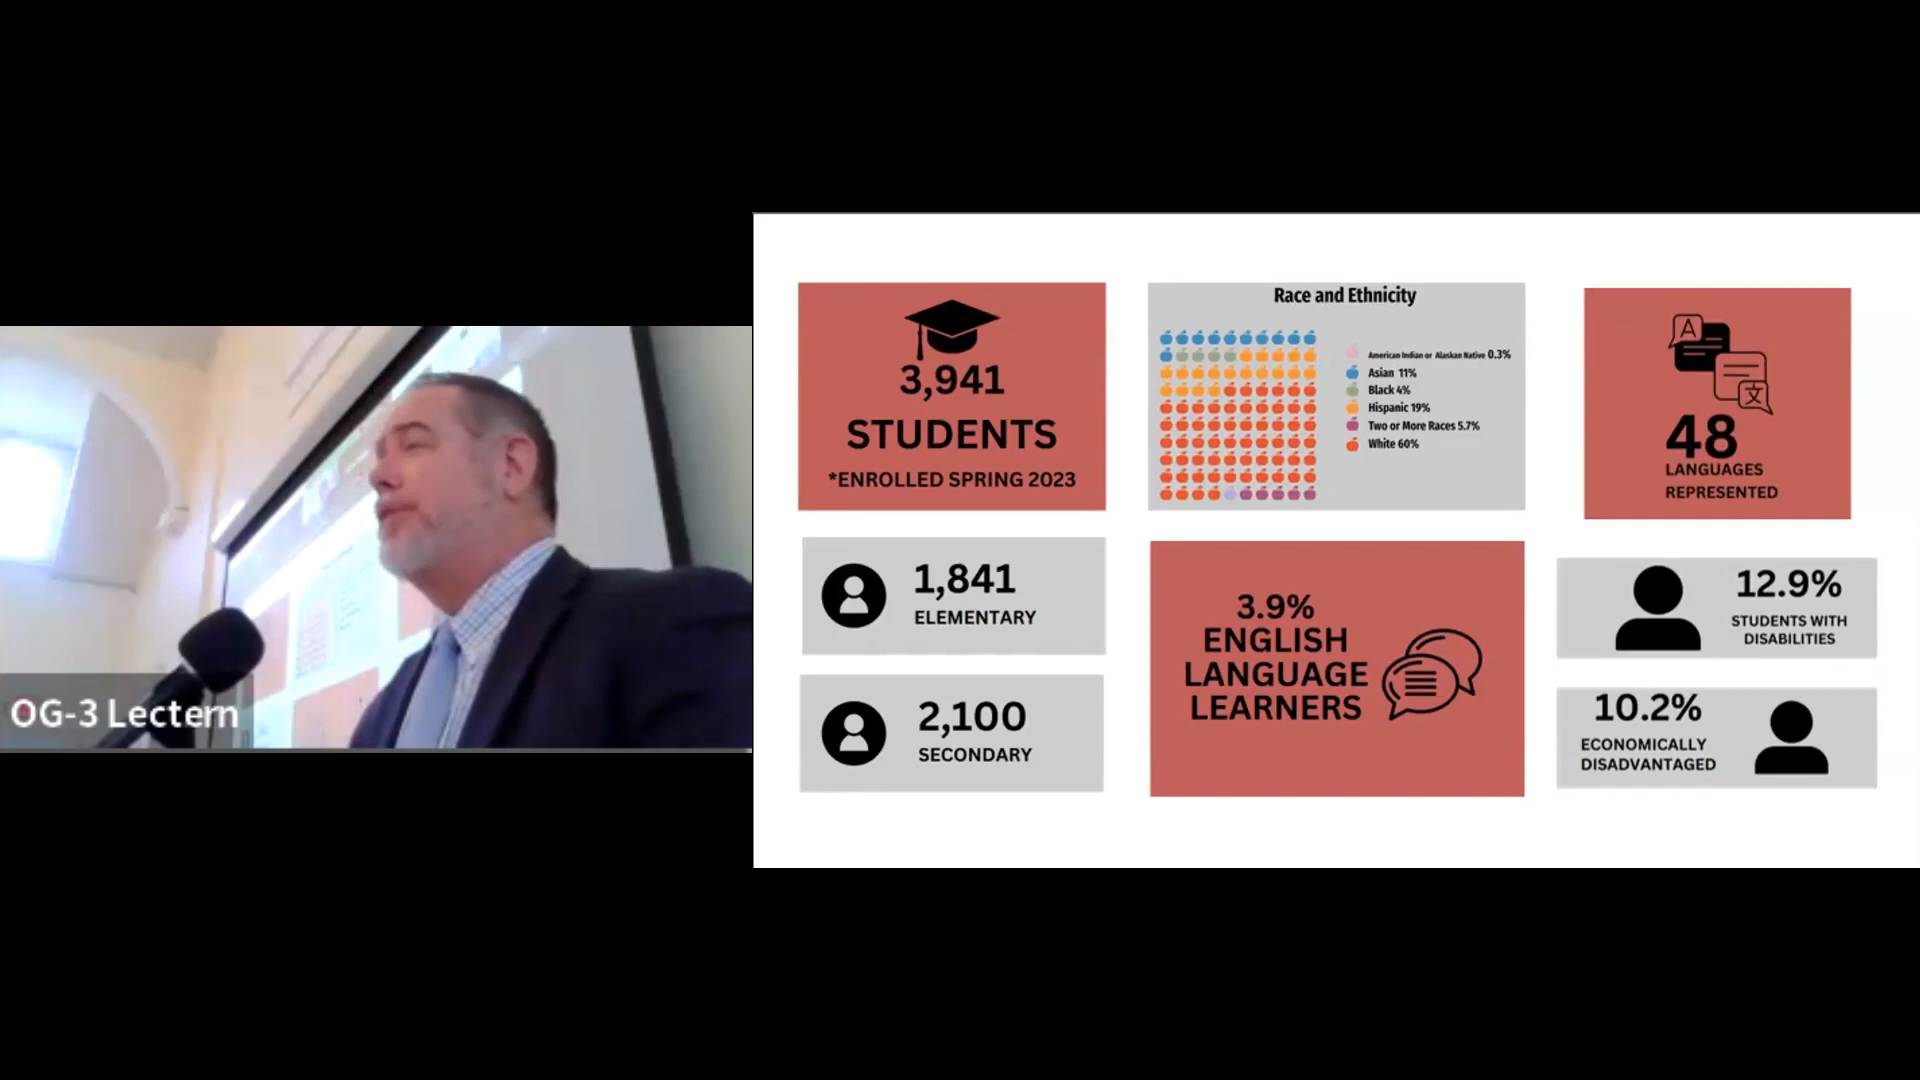 OG-3 Lectern
3,941
STUDENTS
*ENROLLED SPRING 2023
1,841
ELEMENTARY
2,100
SECONDARY
Race and Ethnicity
American Indian or Alaskan Native 0.3%
Asian 11%
Black 4%
Hispanic 19%
Two or More Races 5.7%
White 60%
3.9%
ENGLISH
LANGUAGE
LEARNERS
A
文
48
LANGUAGES
REPRESENTED
12.9%
STUDENTS WITH
DISABILITIES
10.2%
ECONOMICALLY
DISADVANTAGED